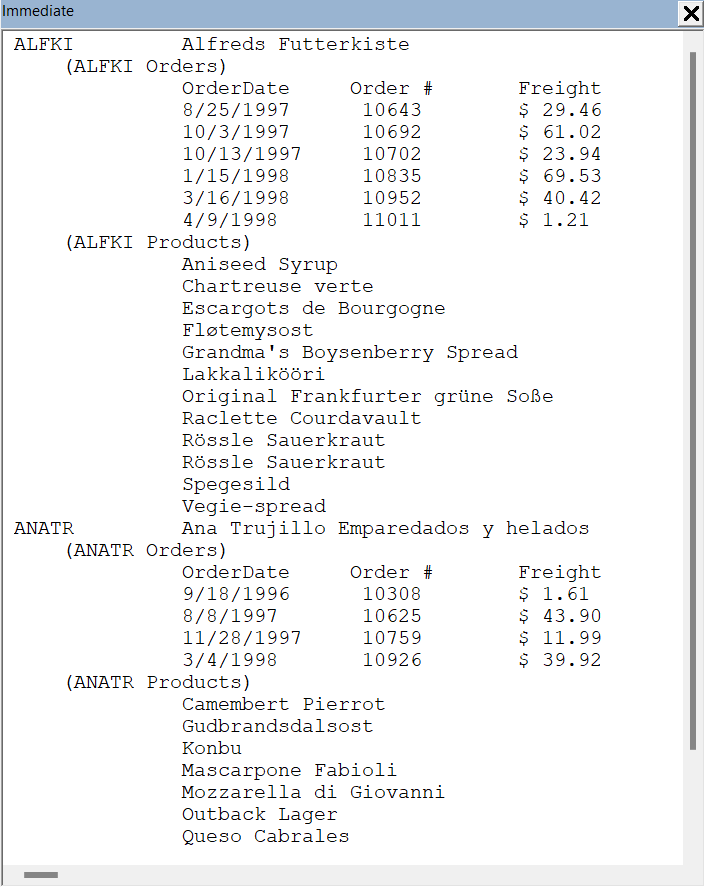 Immediate
ALFKI Alfreds Futterkiste
(ALFKI Orders)
OrderDate Order # Freight
8/25/1997 10643 $ 29.46
10/3/1997 10692 $ 61.02
10/13/1997 10702 $ 23.94
1/15/1998 10835 $ 69.53
3/16/1998 10952 $ 40.42
4/9/1998 11011 $ 1.21
(ALFKI Products)
Aniseed Syrup
Chartreuse verte
Escargots de Bourgogne
Fløtemysost
Grandma's Boysenberry Spread
Lakkalikööri
Original Frankfurter grüne Soße
Raclette Courdavault
Rössle Sauerkraut
Rössle Sauerkraut
Spegesild
Vegie-spread
ANATR Ana Trujillo Emparedados y helados
(ANATR Orders)
OrderDate Order # Freight
9/18/1996 10308 $ 1.61
8/8/1997 10625 $ 43.90
11/28/1997 10759 $ 11.99
3/4/1998 10926 $ 39.92
(ANATR Products)
Camembert Pierrot
Gudbrandsdalsost
Konbu
Mascarpone Fabioli
Mozzarella di Giovanni
Outback Lager
Queso Cabrales